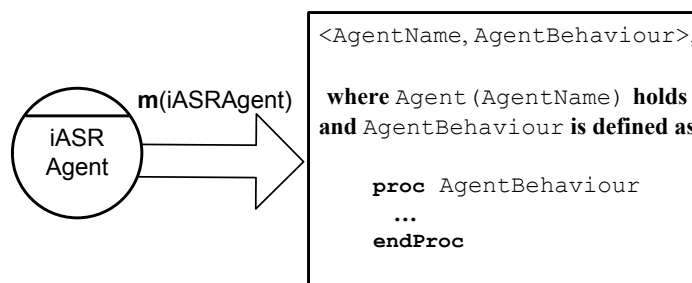 <AgentName, AgentBehaviour>,
m(iASRAgent)
where Agent(AgentName) holds
iASR
Agent
and AgentBehaviour is defined as
proc AgentBehaviour
…
endProc